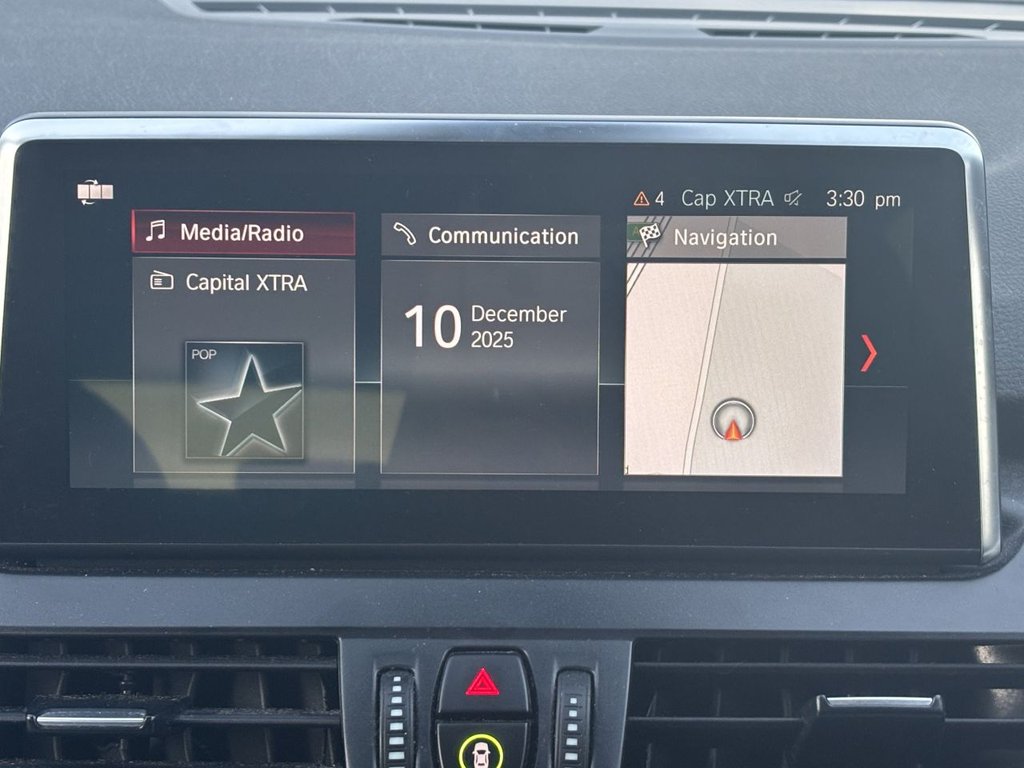 4 Cap XTRA 3:30 pm
Media/Radio
Communication
Navigation
Capital XTRA
POP
10 December
2025